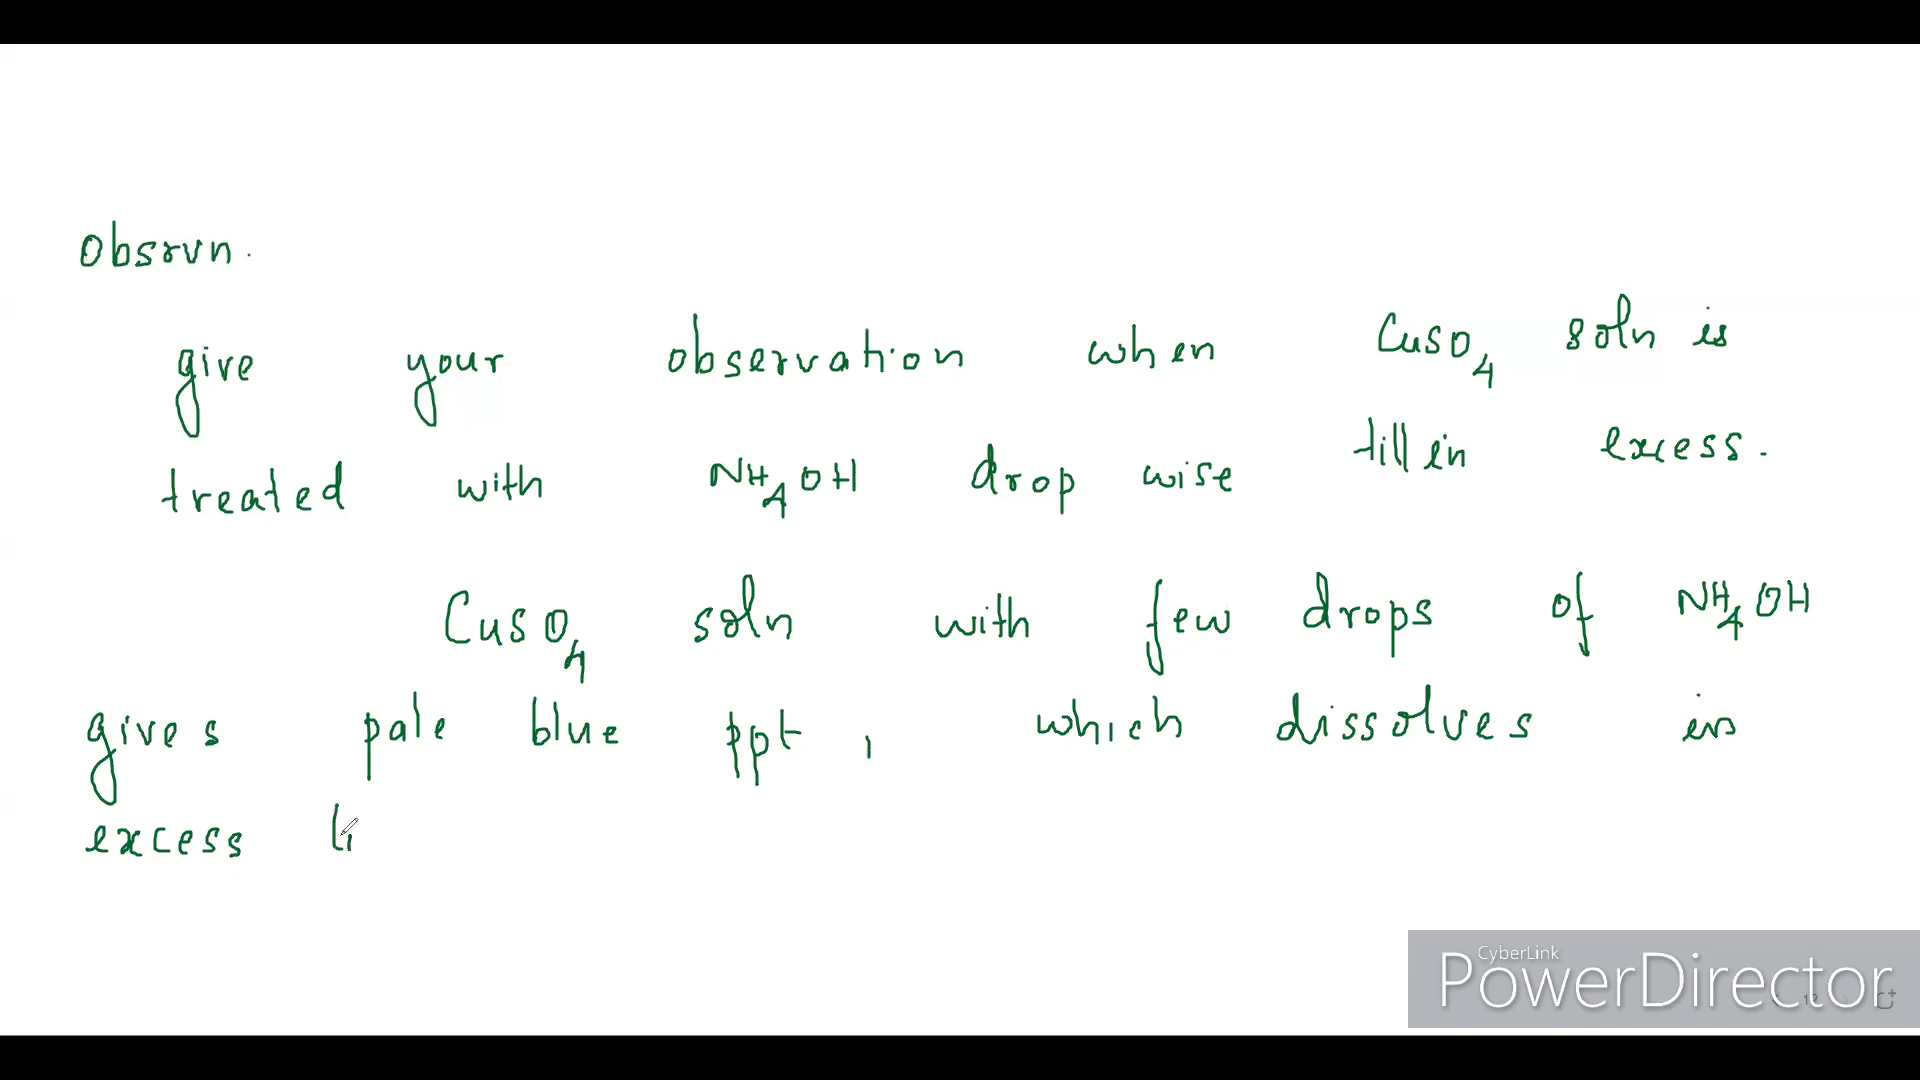 Obsrvn.
give your observation when CuSO4 soln is
treated with NH4OH drop wise till in excess.
CuSO4 soln with few drops of NH4OH
gives pale blue ppt, which dissolves in
excess
CyberLink
PowerDirector